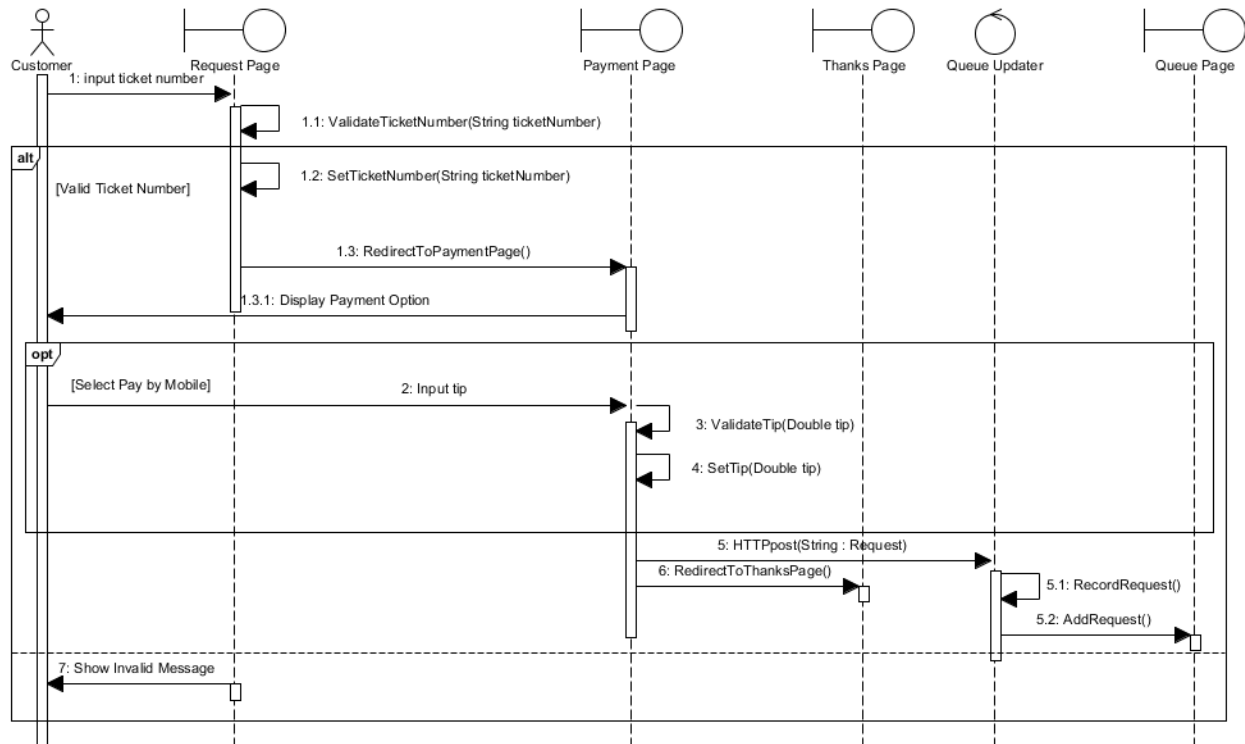 Customer
Request Page
Payment Page
Thanks Page
Queue Updater
Queue Page
1: input ticket number
1.1: ValidateTicketNumber(String ticketNumber)
alt
1.2: SetTicketNumber(String ticketNumber)
[Valid Ticket Number]
1.3: RedirectToPaymentPage()
1.3.1: Display Payment Option
opt
[Select Pay by Mobile]
2: Input tip
3: ValidateTip(Double tip)
4: SetTip(Double tip)
5: HTTPpost(String : Request)
6: RedirectToThanksPage()
5.1: RecordRequest()
5.2: AddRequest()
7: Show Invalid Message